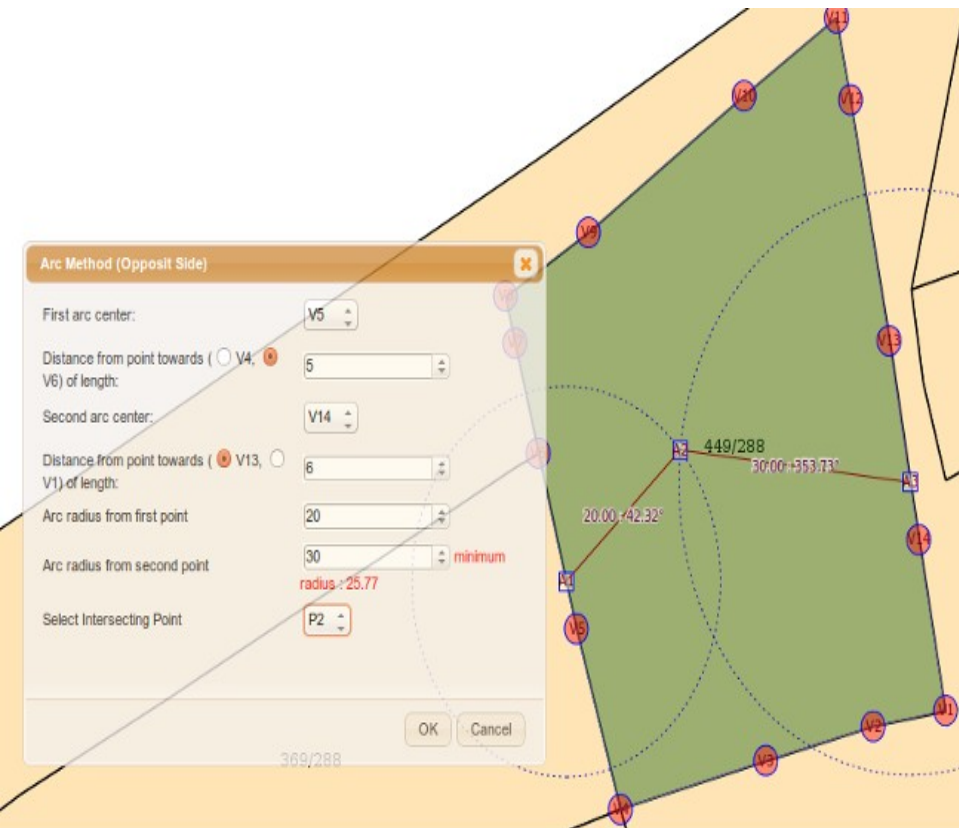 Arc Method (Opposit Side)
First arc center: V5
Distance from point towards ( V4,
V6) of length: 5
Second arc center: V14
Distance from point towards ( V13,
V1) of length: 6
Arc radius from first point 20
Arc radius from second point 30 minimum
radius : 25.77
Select Intersecting Point P2
OK Cancel
369/288
V11
V10
V12
V9
V13
A2 449/288
30.00 -353.73°
A3
20.00 -42.32°
V14
A1
V5
V1
V2
V3
V4